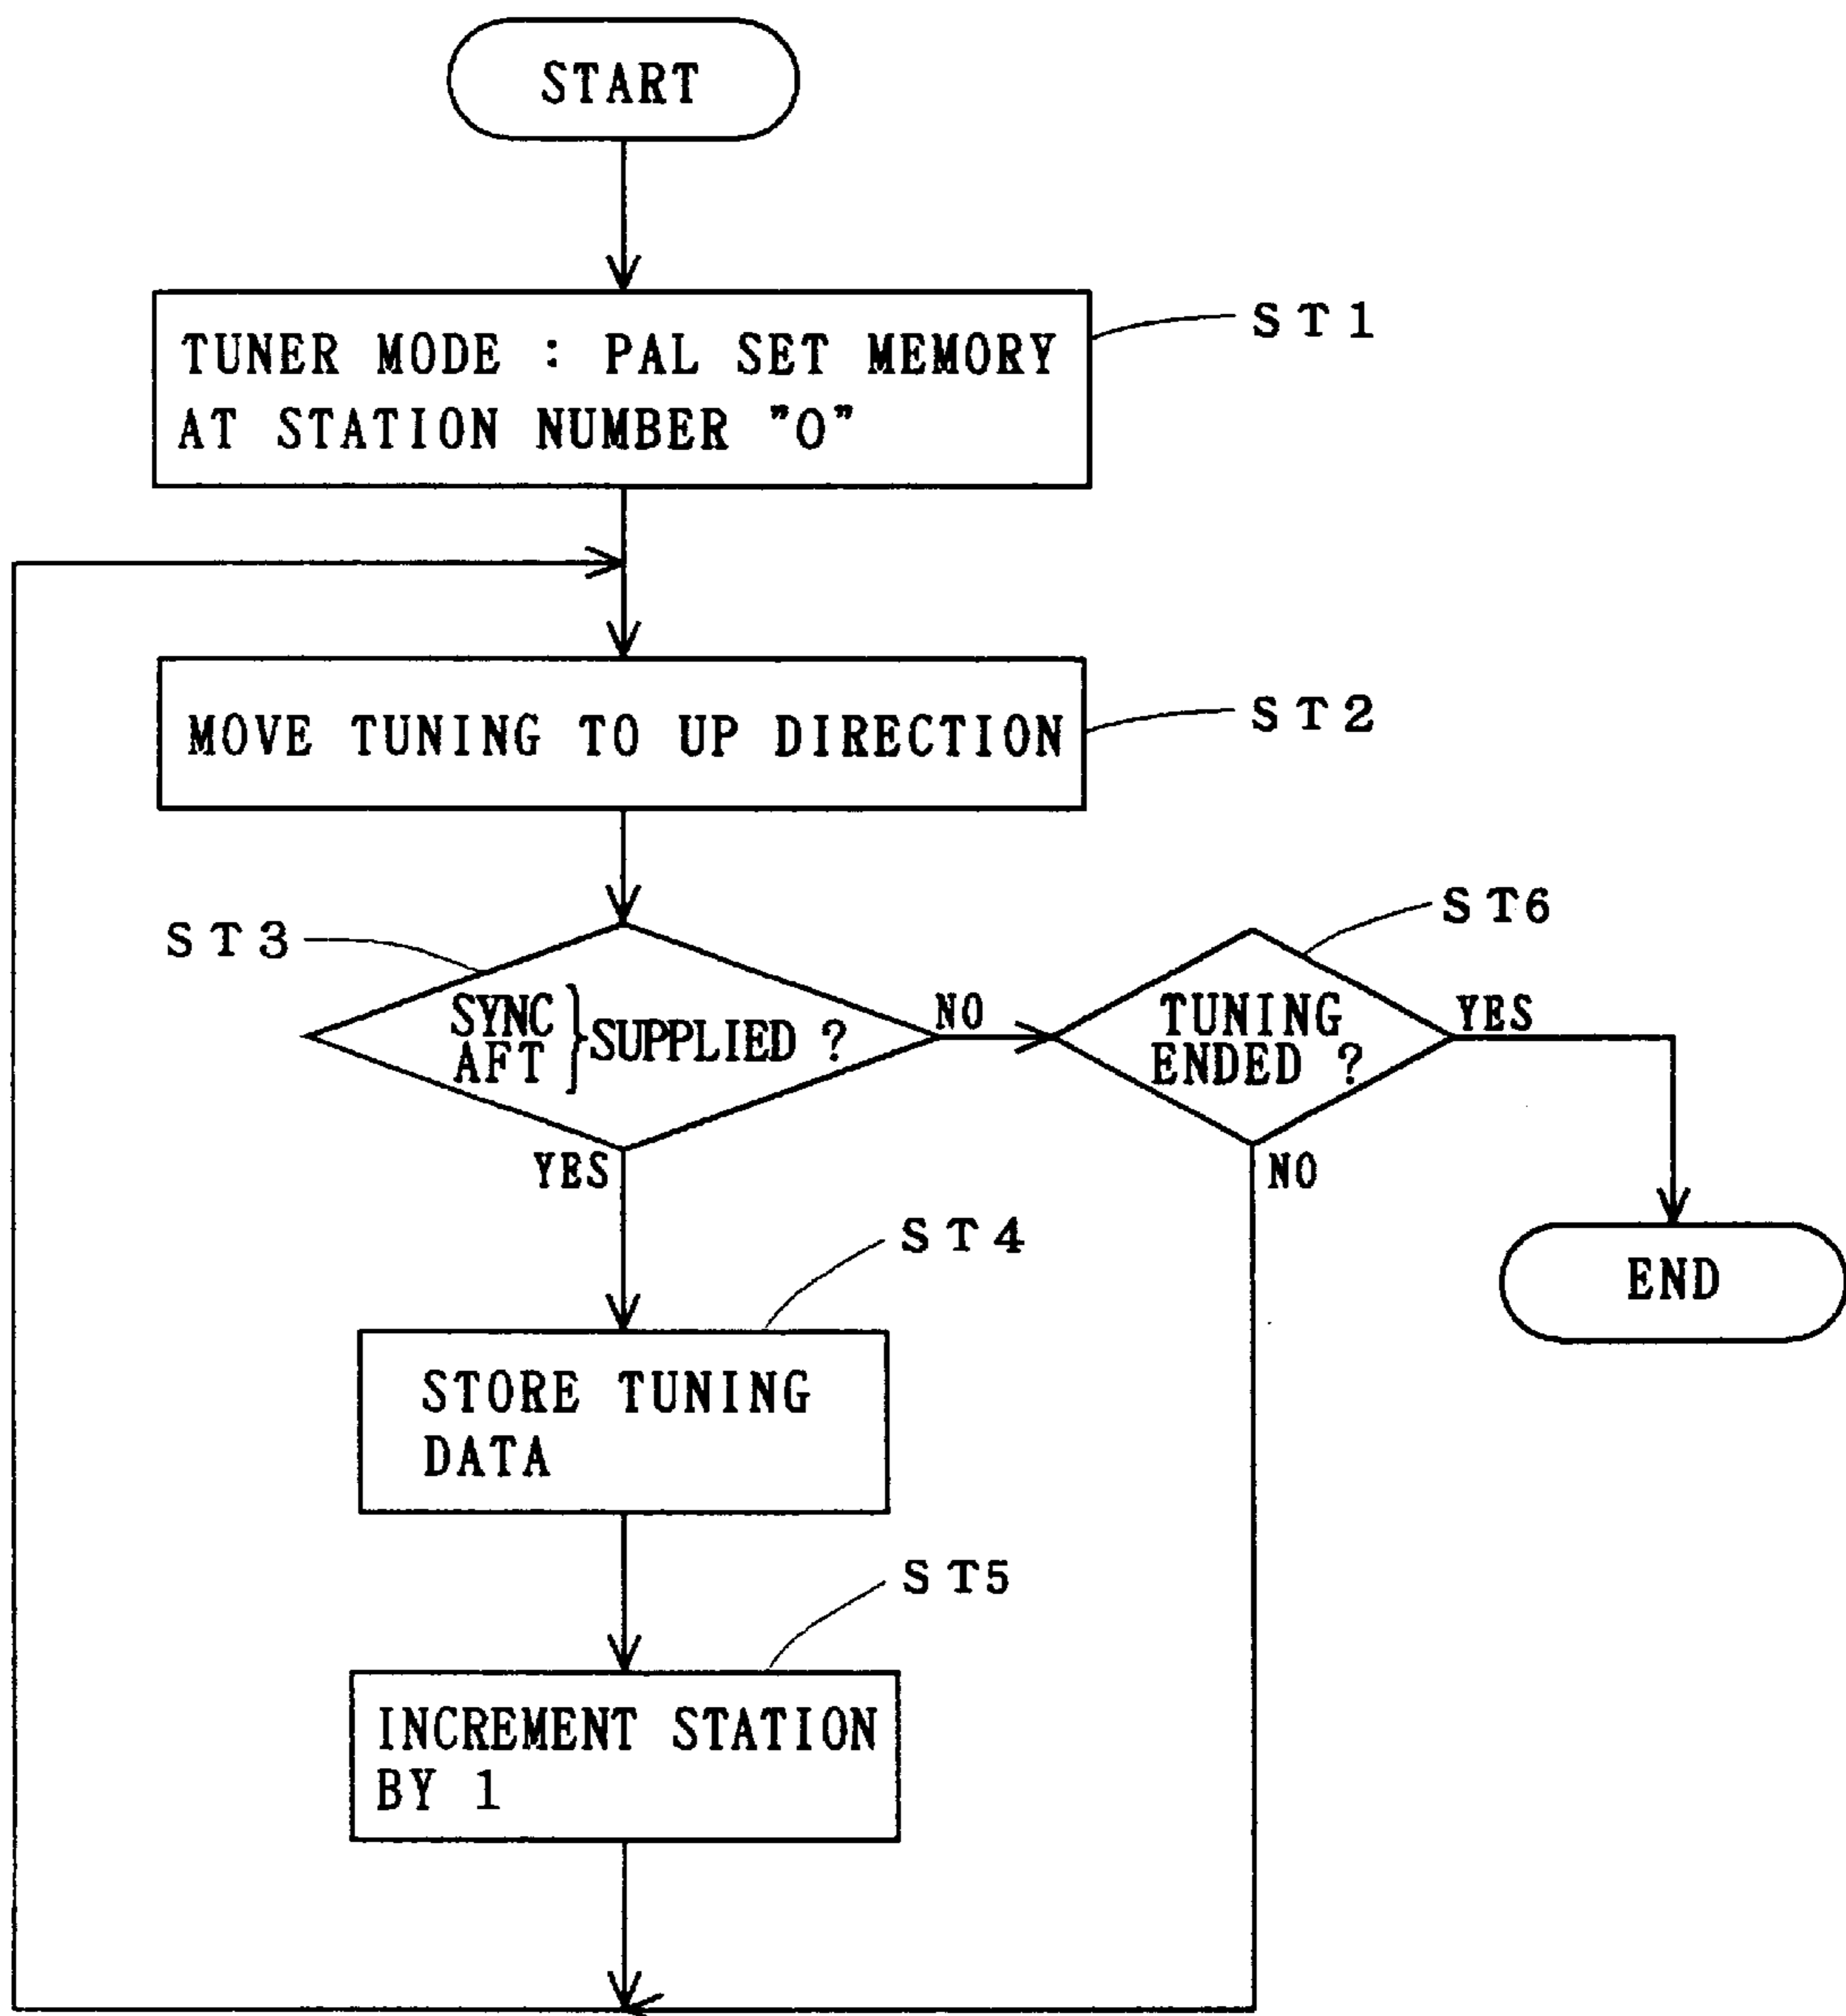 START
TUNER MODE : PAL SET MEMORY
AT STATION NUMBER "0"
ST1
MOVE TUNING TO UP DIRECTION
ST2
ST3
SYNC
AFT
SUPPLIED ?
NO
YES
ST6
TUNING
ENDED ?
YES
NO
END
ST4
STORE TUNING
DATA
ST5
INCREMENT STATION
BY 1